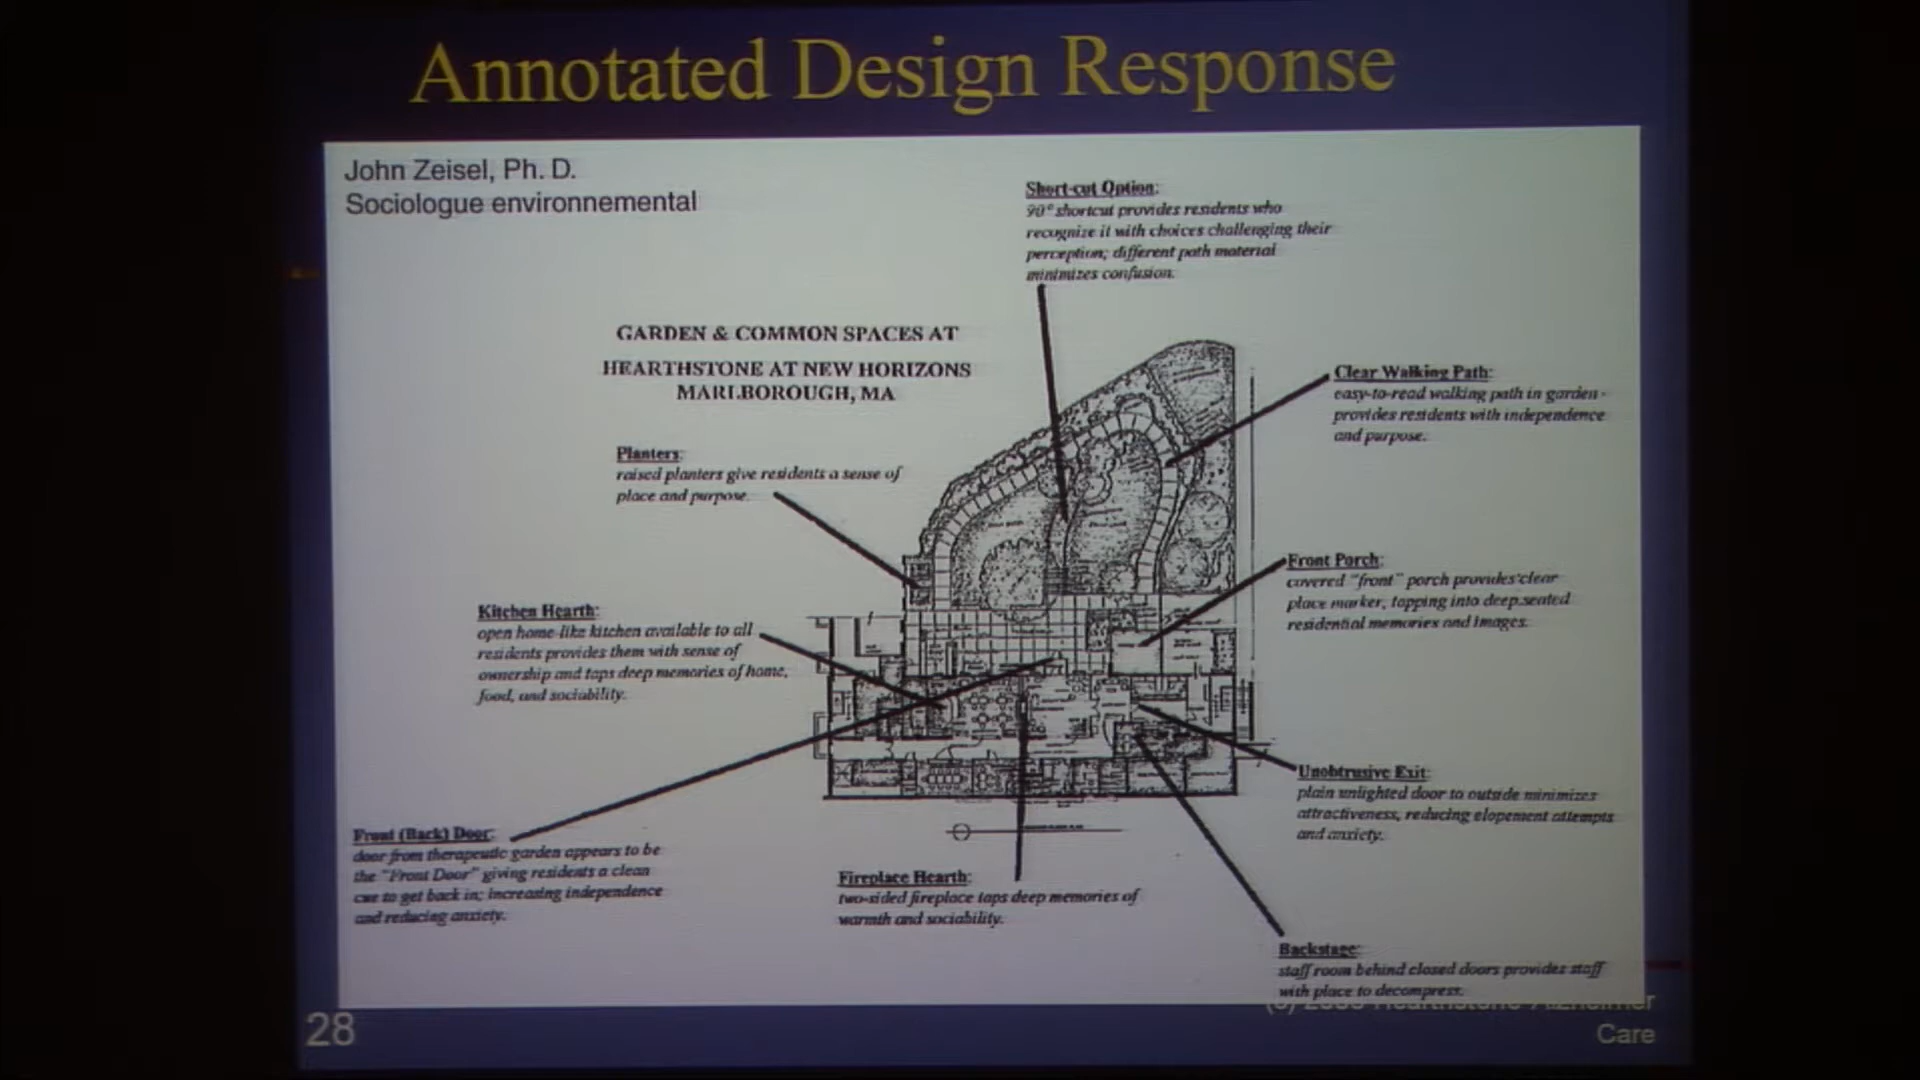 Annotated Design Response
John Zeisel, Ph. D.
Sociologue environnemental
Short-cut Option:
90° shortcut provides residents who
recognize it with choices challenging their
perception; different path material
minimizes confusion.
GARDEN & COMMON SPACES AT
HEARTHSTONE AT NEW HORIZONS
MARLBOROUGH, MA
Clear Walking Path:
easy-to-read walking path in garden -
provides residents with independence
and purpose.
Planters:
raised planters give residents a sense of
place and purpose.
Front Porch:
covered "front" porch provides clear
place marker, tapping into deep seated
residential memories and Images.
Kitchen Hearth:
open home-like kitchen available to all
residents provides them with sense of
ownership and taps deep memories of home,
food, and sociability.
Unobtrusive Exit:
plain unlighted door to outside minimizes
attractiveness, reducing elopement attempts
and anxiety.
Front (Back) Door:
door from therapeutic garden appears to be
the "Front Door" giving residents a clean
cue to get back in; increasing independence
and reducing anxiety.
Fireplace Hearth:
two-sided fireplace taps deep memories of
warmth and sociability.
Backstage:
staff room behind closed doors provides staff
with place to decompress.
Hearthstone Alzheimer
Care
28